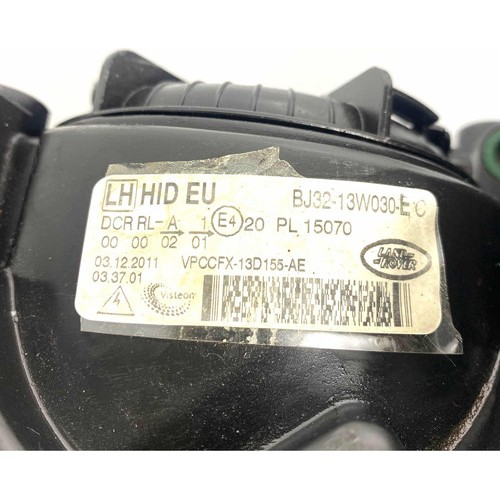 LH HID EU BJ32-13W030-E C
DCR RL- A 1 E4 20 PL 15070
00 00 02 01
03.12.2011 VPCCFX-13D155-AE
03.37.01
LAND ROVER
4 Visteon